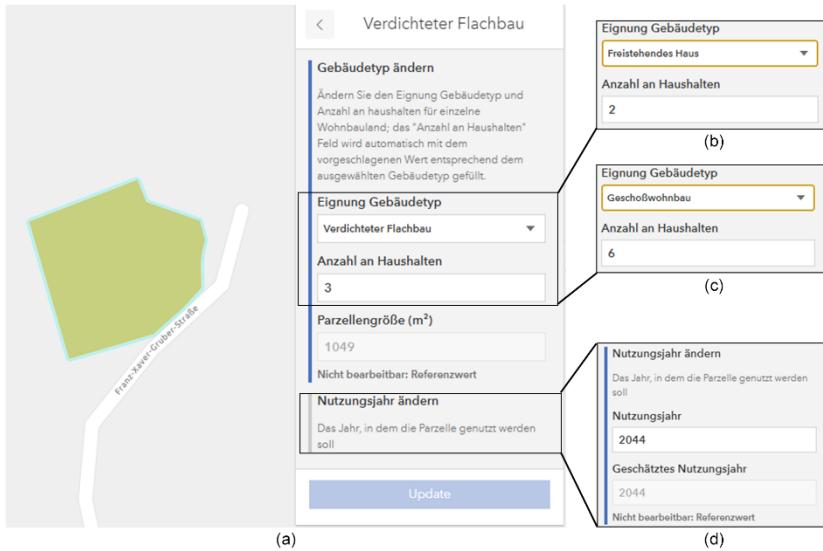 Verdichteter Flachbau
Gebäudetyp ändern
Ändern Sie den Eignung Gebäudetyp und
Anzahl an haushalten für einzelne
Wohnbauland; das "Anzahl an Haushalten"
Feld wird automatisch mit dem
vorgeschlagenen Wert entsprechend dem
ausgewählten Gebäudetyp gefüllt.
Eignung Gebäudetyp
Verdichteter Flachbau
Anzahl an Haushalten
3
Parzellengröße (m²)
1049
Nicht bearbeitbar: Referenzwert
Nutzungsjahr ändern
Das Jahr, in dem die Parzelle genutzt werden
soll
Update
Franz-Xaver-Gruber-Straße
(a)
Eignung Gebäudetyp
Freistehendes Haus
Anzahl an Haushalten
2
(b)
Eignung Gebäudetyp
Geschoßwohnbau
Anzahl an Haushalten
6
(c)
Nutzungsjahr ändern
Das Jahr, in dem die Parzelle genutzt werden
soll
Nutzungsjahr
2044
Geschätztes Nutzungsjahr
2044
Nicht bearbeitbar: Referenzwert
(d)